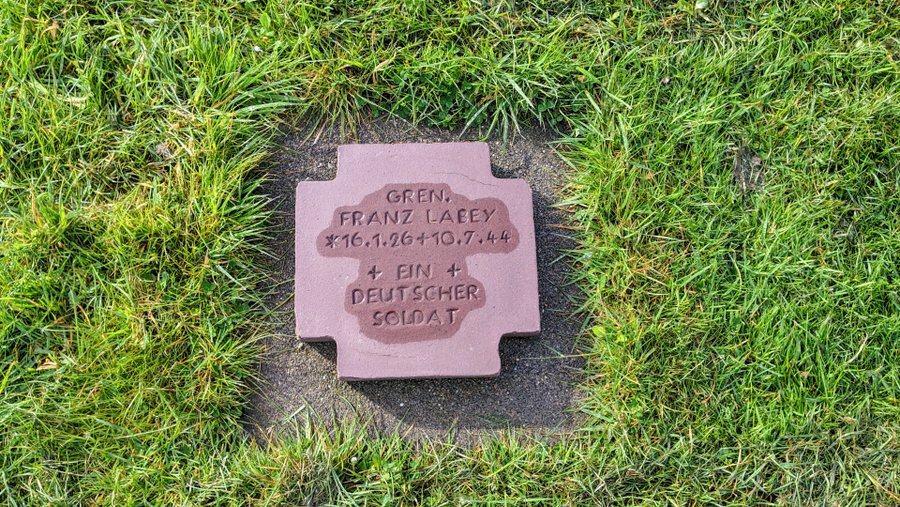 GREN.
FRANZ LABEY
*16.1.26+10.7.44
+ EIN +
DEUTSCHER
SOLDAT